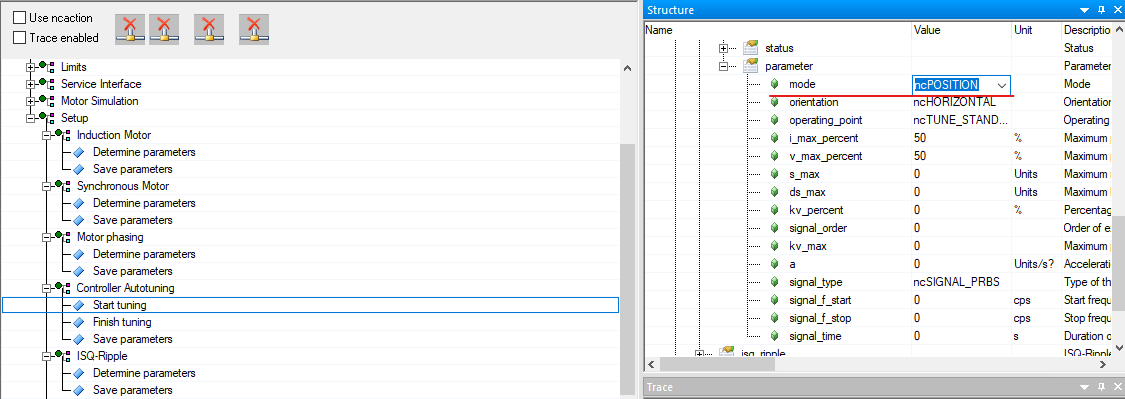 Use ncaction
Trace enabled
Limits
Service Interface
Motor Simulation
Setup
Induction Motor
Determine parameters
Save parameters
Synchronous Motor
Determine parameters
Save parameters
Motor phasing
Determine parameters
Save parameters
Controller Autotuning
Start tuning
Finish tuning
Save parameters
ISQ-Ripple
Determine parameters
Save parameters
Structure
Name Value Unit Descriptio
status Status
parameter Parameter
mode ncPOSITION Mode
orientation ncHORIZONTAL Orientation
operating_point ncTUNE_STAND... Operating
i_max_percent 50 % Maximum p
v_max_percent 50 % Maximum p
s_max 0 Units Maximum
ds_max 0 Units Maximum
kv_percent 0 % Percentag
signal_order 0 Order of e
kv_max 0 Maximum p
a 0 Units/s? Acceleratio
signal_type ncSIGNAL_PRBS Type of the
signal_f_start 0 cps Start frequ
signal_f_stop 0 cps Stop frequ
signal_time 0 s Duration o
isq_ripple ISQ-Ripple
Trace